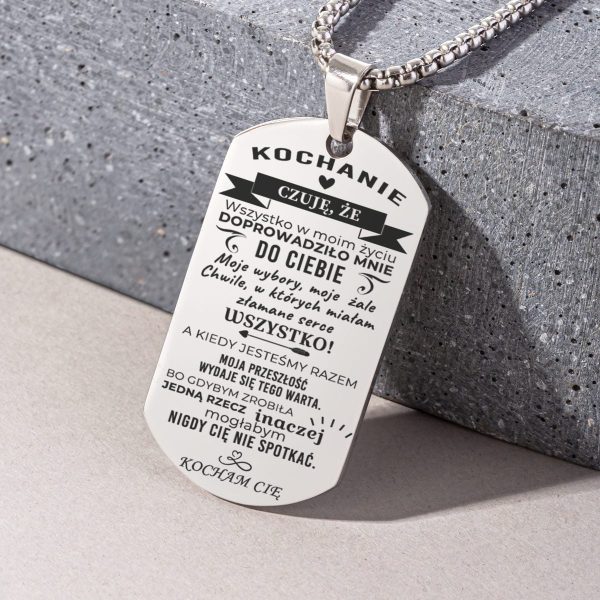 KOCHANIE
CZUJĘ, ŻE
Wszystko w moim życiu
DOPROWADZIŁO MNIE
DO CIEBIE
Moje wybory, moje żale
Chwile, w których miałam
złamane serce
WSZYSTKO!
A KIEDY JESTEŚMY RAZEM
MOJA PRZESZŁOŚĆ
WYDAJE SIĘ TEGO WARTA.
BO GDYBYM ZROBIŁA
JEDNĄ RZECZ inaczej
mogłabym
NIGDY CIĘ NIE SPOTKAĆ.
KOCHAM CIĘ